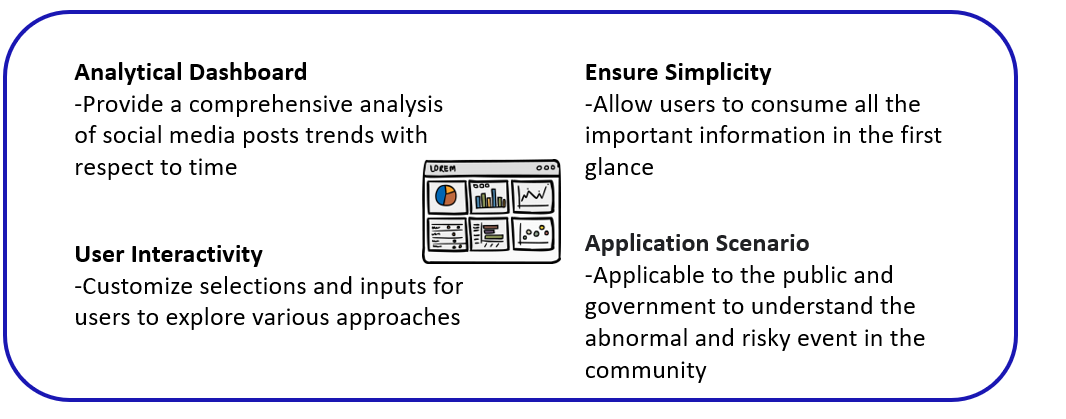 Analytical Dashboard
-Provide a comprehensive analysis
of social media posts trends with
respect to time
User Interactivity
-Customize selections and inputs for
users to explore various approaches
LOREM
Ensure Simplicity
-Allow users to consume all the
important information in the first
glance
Application Scenario
-Applicable to the public and
government to understand the
abnormal and risky event in the
community